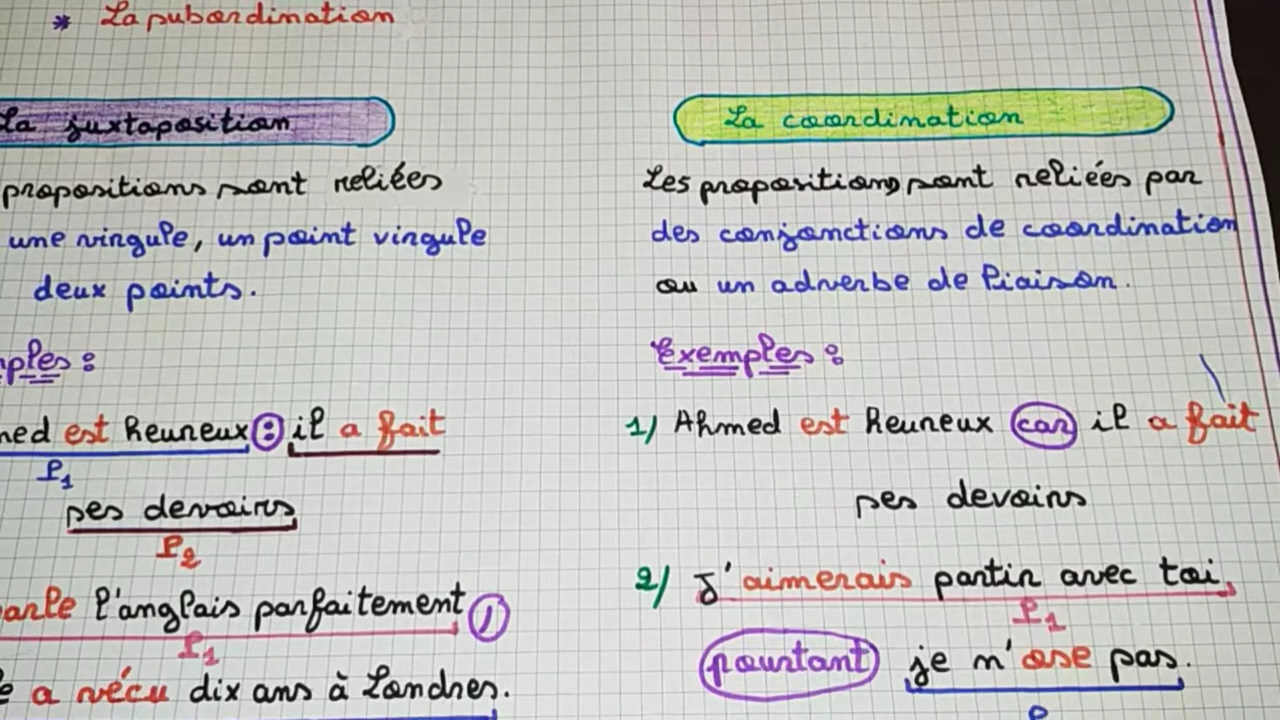 * La subordination
La juxtaposition
propositions sont reliées
une virgule, un point virgule
deux points.
ples :
med est heureux : il a fait
P1
ses devoirs
P2
arle l'anglais parfaitement ,
P1
a vécu dix ans à Londres.
La coordination
Les propositions sont reliées par
des conjonctions de coordination
ou un adverbe de liaison.
Exemples :
1) Ahmed est heureux car il a fait
ses devoirs
2) J'aimerais partir avec toi,
P1
pourtant je n'ose pas.